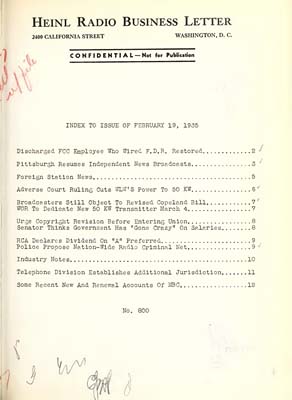 HEINL RADIO BUSINESS LETTER
2400 CALIFORNIA STREET WASHINGTON, D. C.
CONFIDENTIAL—Not for Publication
INDEX TO ISSUE OF FEBRUARY 19, 1935
Discharged FCC Employee Who Wired F.D.R. Restored.............2
Pittsburgh Resumes Independent News Broadcasts................3
Foreign Station News..........................................5
Adverse Court Ruling Cuts WLW'S Power To 50 KW................6
Broadcasters Still Object To Revised Copeland Bill............7
WOR To Dedicate New 50 KW Transmitter March 4.................7
Urge Copyright Revision Before Entering Union.................8
Senator Thinks Government Has "Gone Crazy" On Salaries........8
RCA Declares Dividend On "A" Preferred........................9
Police Propose Nation-Wide Radio Criminal Net.................9
Industry Notes...............................................10
Telephone Division Establishes Additional Jurisdiction.......11
Some Recent New And Renewal Accounts Of NBC..................12
No. 800